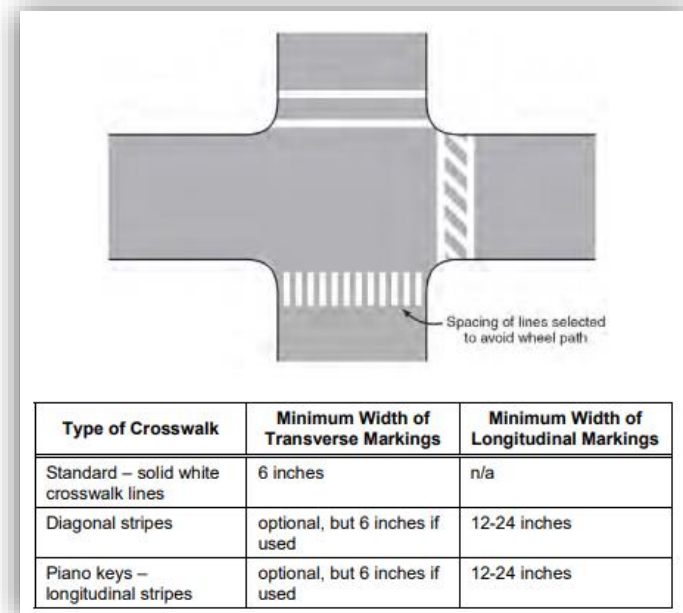 Spacing of lines selected
to avoid wheel path
Type of Crosswalk
Minimum Width of
Transverse Markings
Minimum Width of
Longitudinal Markings
Standard – solid white
crosswalk lines
6 inches
n/a
Diagonal stripes
optional, but 6 inches if
used
12-24 inches
Piano keys –
longitudinal stripes
optional, but 6 inches if
used
12-24 inches